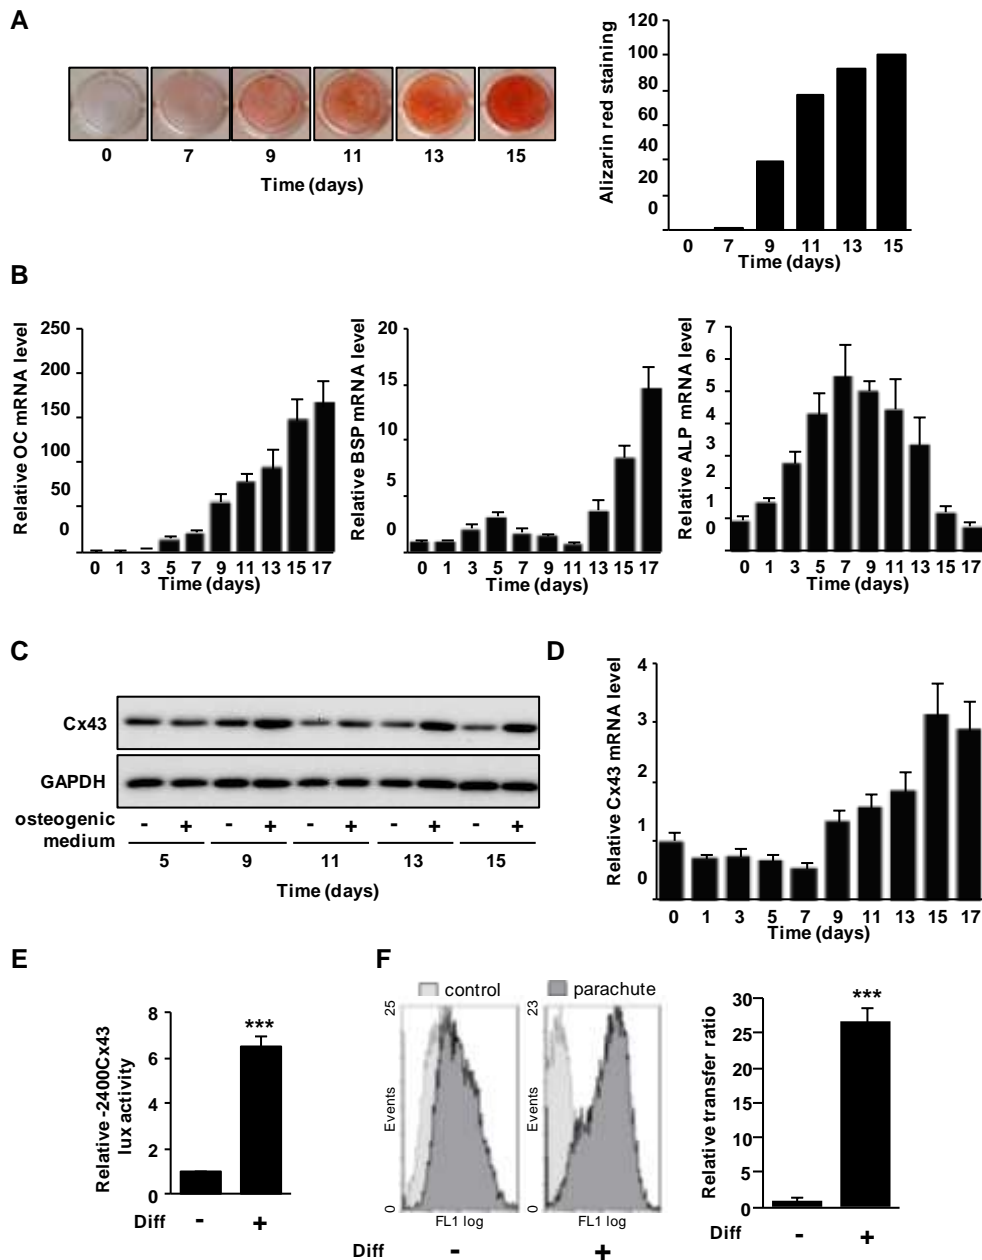 A
0 7 9 11 13 15
Time (days)
Alizarin red staining
120
100
80
60
40
20
0
0 7 9 11 13 15
Time (days)
B
Relative OC mRNA level
250
200
150
100
50
0
0 1 3 5 7 9 11 13 15 17
Time (days)
Relative BSP mRNA level
20
15
10
5
0
0 1 3 5 7 9 11 13 15 17
Time (days)
Relative ALP mRNA level
7
6
5
4
3
2
1
0
0 1 3 5 7 9 11 13 15 17
Time (days)
C
Cx43
GAPDH
osteogenic
medium
- + - + - + - + - +
5 9 11 13 15
Time (days)
D
Relative Cx43 mRNA level
4
3
2
1
0
0 1 3 5 7 9 11 13 15 17
Time (days)
E
Relative -2400Cx43
lux activity
8
6
4
2
1
0
***
Diff - +
F
control
parachute
25
Events
0
FL1 log
23
Events
0
FL1 log
Diff - +
Relative transfer ratio
30
25
20
15
10
5
0
***
- +